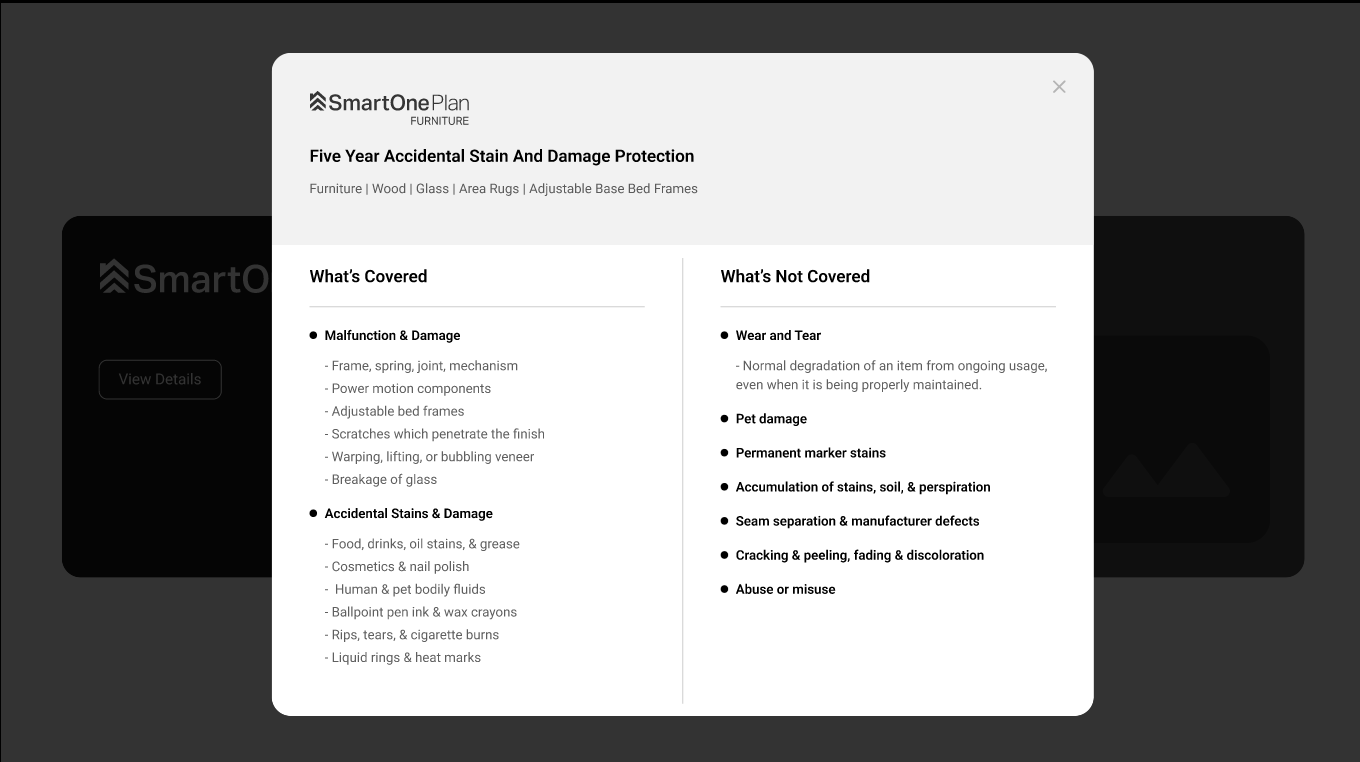 SmartOne Plan
FURNITURE
Five Year Accidental Stain And Damage Protection
Furniture | Wood | Glass | Area Rugs | Adjustable Base Bed Frames
SmartO
View Details
What's Covered
Malfunction & Damage
- Frame, spring, joint, mechanism
- Power motion components
- Adjustable bed frames
- Scratches which penetrate the finish
- Warping, lifting, or bubbling veneer
- Breakage of glass
Accidental Stains & Damage
- Food, drinks, oil stains, & grease
- Cosmetics & nail polish
- Human & pet bodily fluids
- Ballpoint pen ink & wax crayons
- Rips, tears, & cigarette burns
- Liquid rings & heat marks
What's Not Covered
Wear and Tear
- Normal degradation of an item from ongoing usage,
even when it is being properly maintained.
Pet damage
Permanent marker stains
Accumulation of stains, soil, & perspiration
Seam separation & manufacturer defects
Cracking & peeling, fading & discoloration
Abuse or misuse